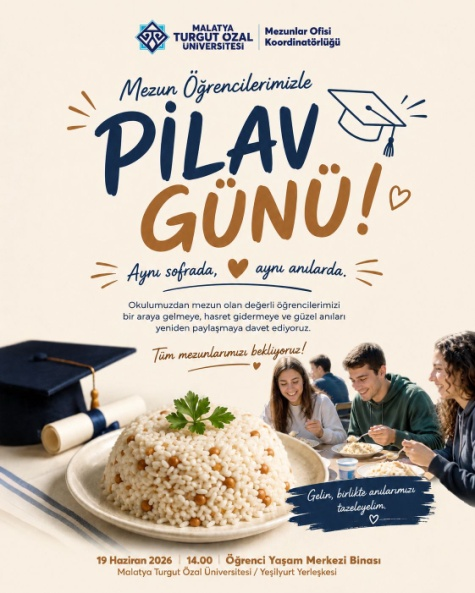 MALATYA
TURGUT ÖZAL
ÜNİVERSİTESİ
Mezunlar Ofisi
Koordinatörlüğü
Mezun Öğrencilerimizle
PİLAV
GÜNÜ!
Aynı sofrada, aynı anılarda.
Okulumuzdan mezun olan değerli öğrencilerimizi
bir araya gelmeye, hasret gidermeye ve güzel anıları
yeniden paylaşmaya davet ediyoruz.
Tüm mezunlarımızı bekliyoruz!
Gelin, birlikte anılarımızı
tazeleyelim.
19 Haziran 2026 | 14.00 | Öğrenci Yaşam Merkezi Binası
Malatya Turgut Özal Üniversitesi / Yeşilyurt Yerleşkesi